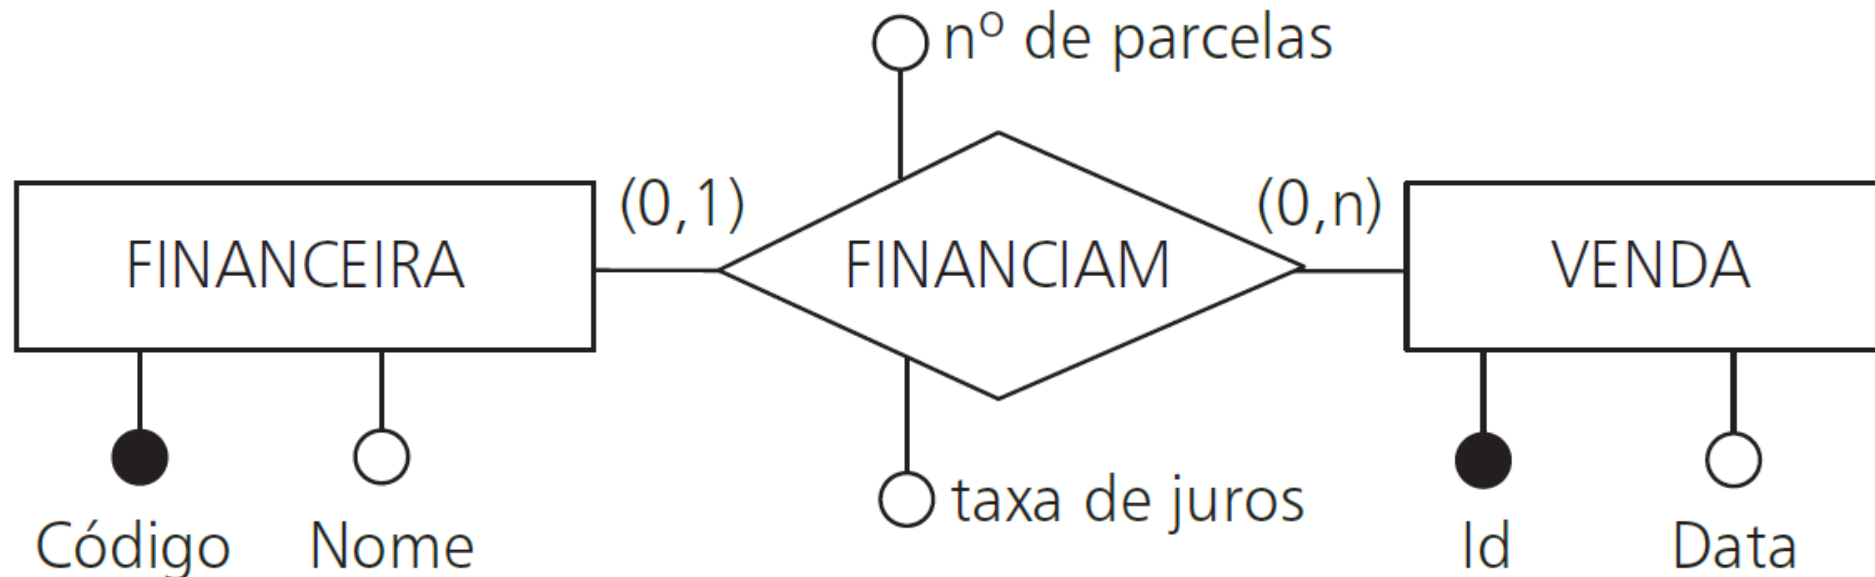 nº de parcelas
(0,1)
(0,n)
FINANCEIRA
FINANCIAM
VENDA
taxa de juros
Código
Nome
Id
Data